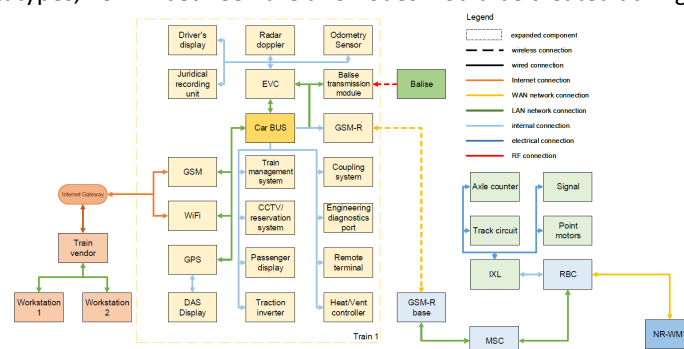 Legend
expanded component
wireless connection
wired connection
Internet connection
WAN network connection
LAN network connection
internal connection
electrical connection
RF connection
Driver's
display
Radar
doppler
Odometry
Sensor
Juridical
recording
unit
EVC
Balise
transmission
module
Balise
Car BUS
GSM-R
GSM
Train
management
system
Coupling
system
Internet Gateway
WiFi
CCTV/
reservation
system
Engineering
diagnostics
port
Axle counter
Signal
Track circuit
Point
motors
Train
vendor
GPS
Passenger
display
Remote
terminal
IXL
RBC
Workstation
1
Workstation
2
DAS
Display
Traction
inverter
Heat/Vent
controller
GSM-R
base
Train 1
MSC